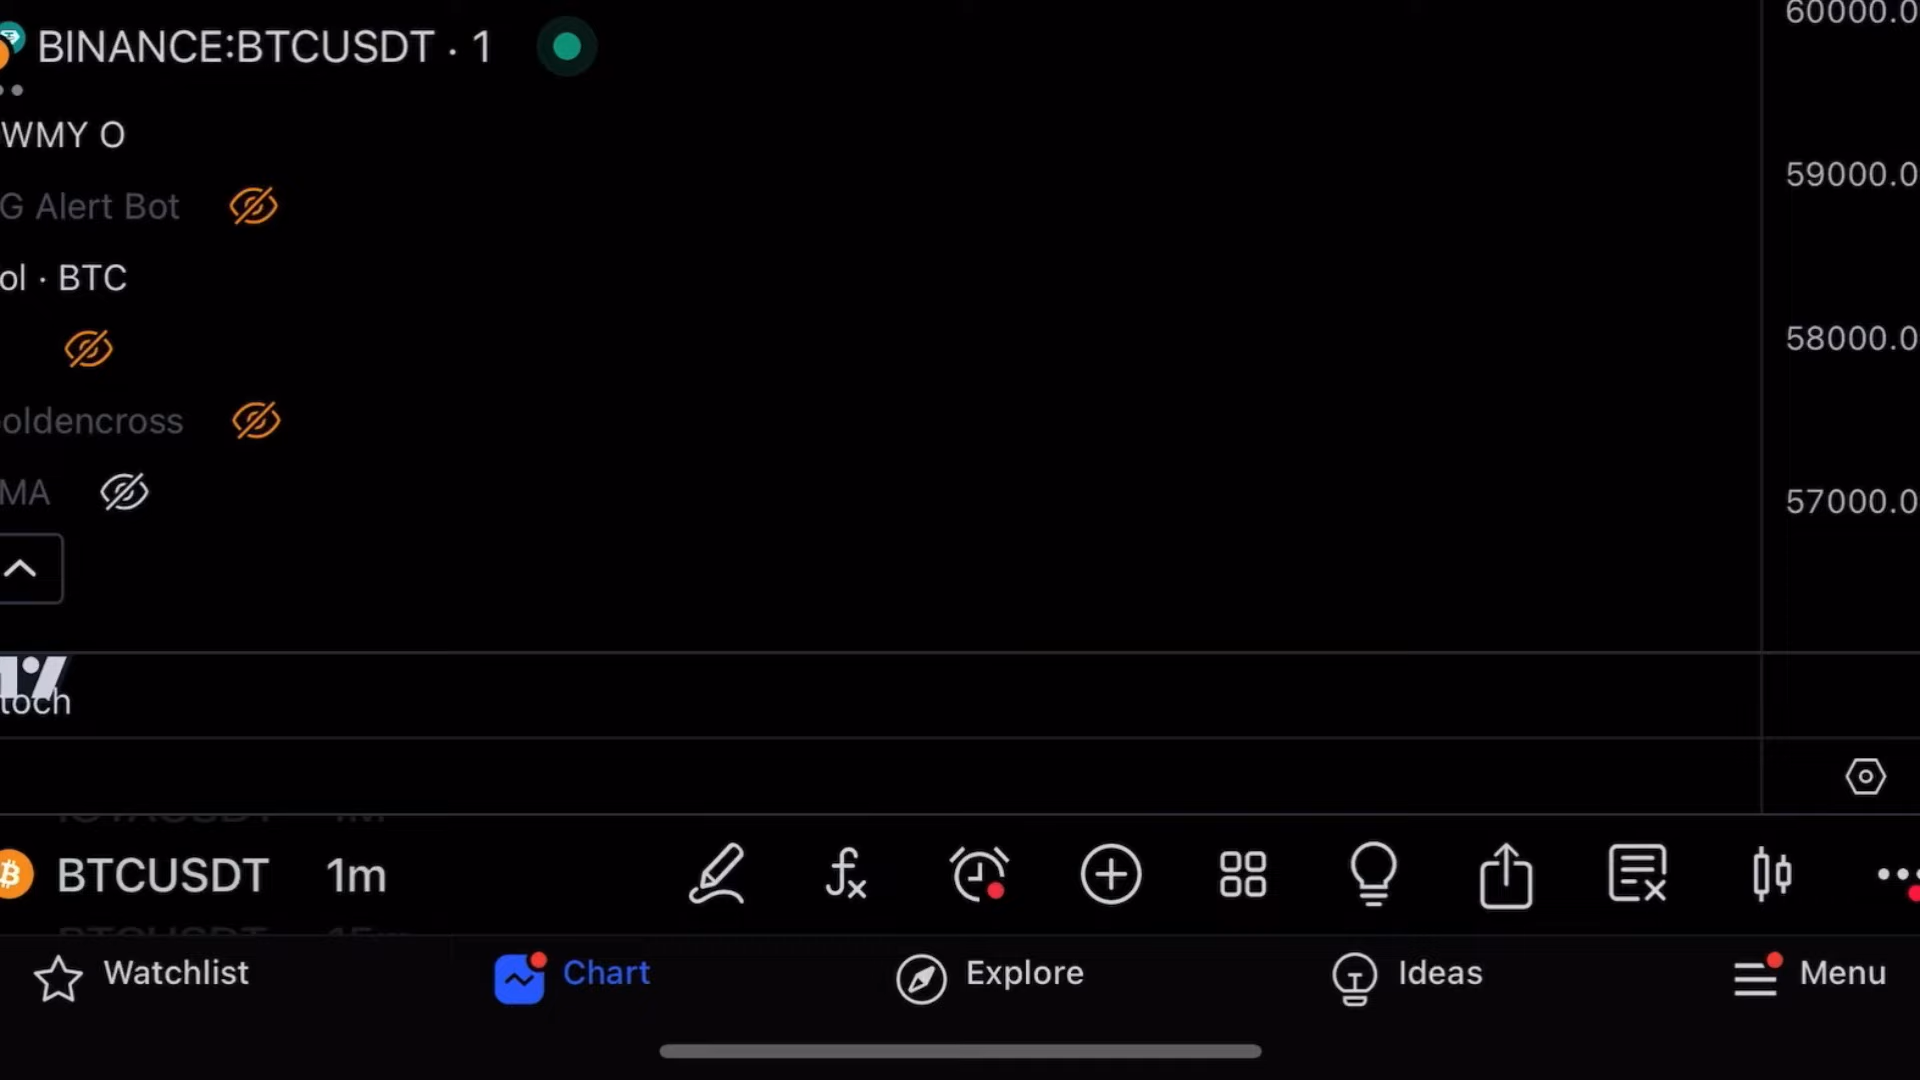 BINANCE:BTCUSDT · 1
60000.0
WMY O
59000.0
G Alert Bot
ol · BTC
58000.0
oldencross
MA
57000.0
toch
BTCUSDT 1m
Watchlist
Chart
Explore
Ideas
Menu